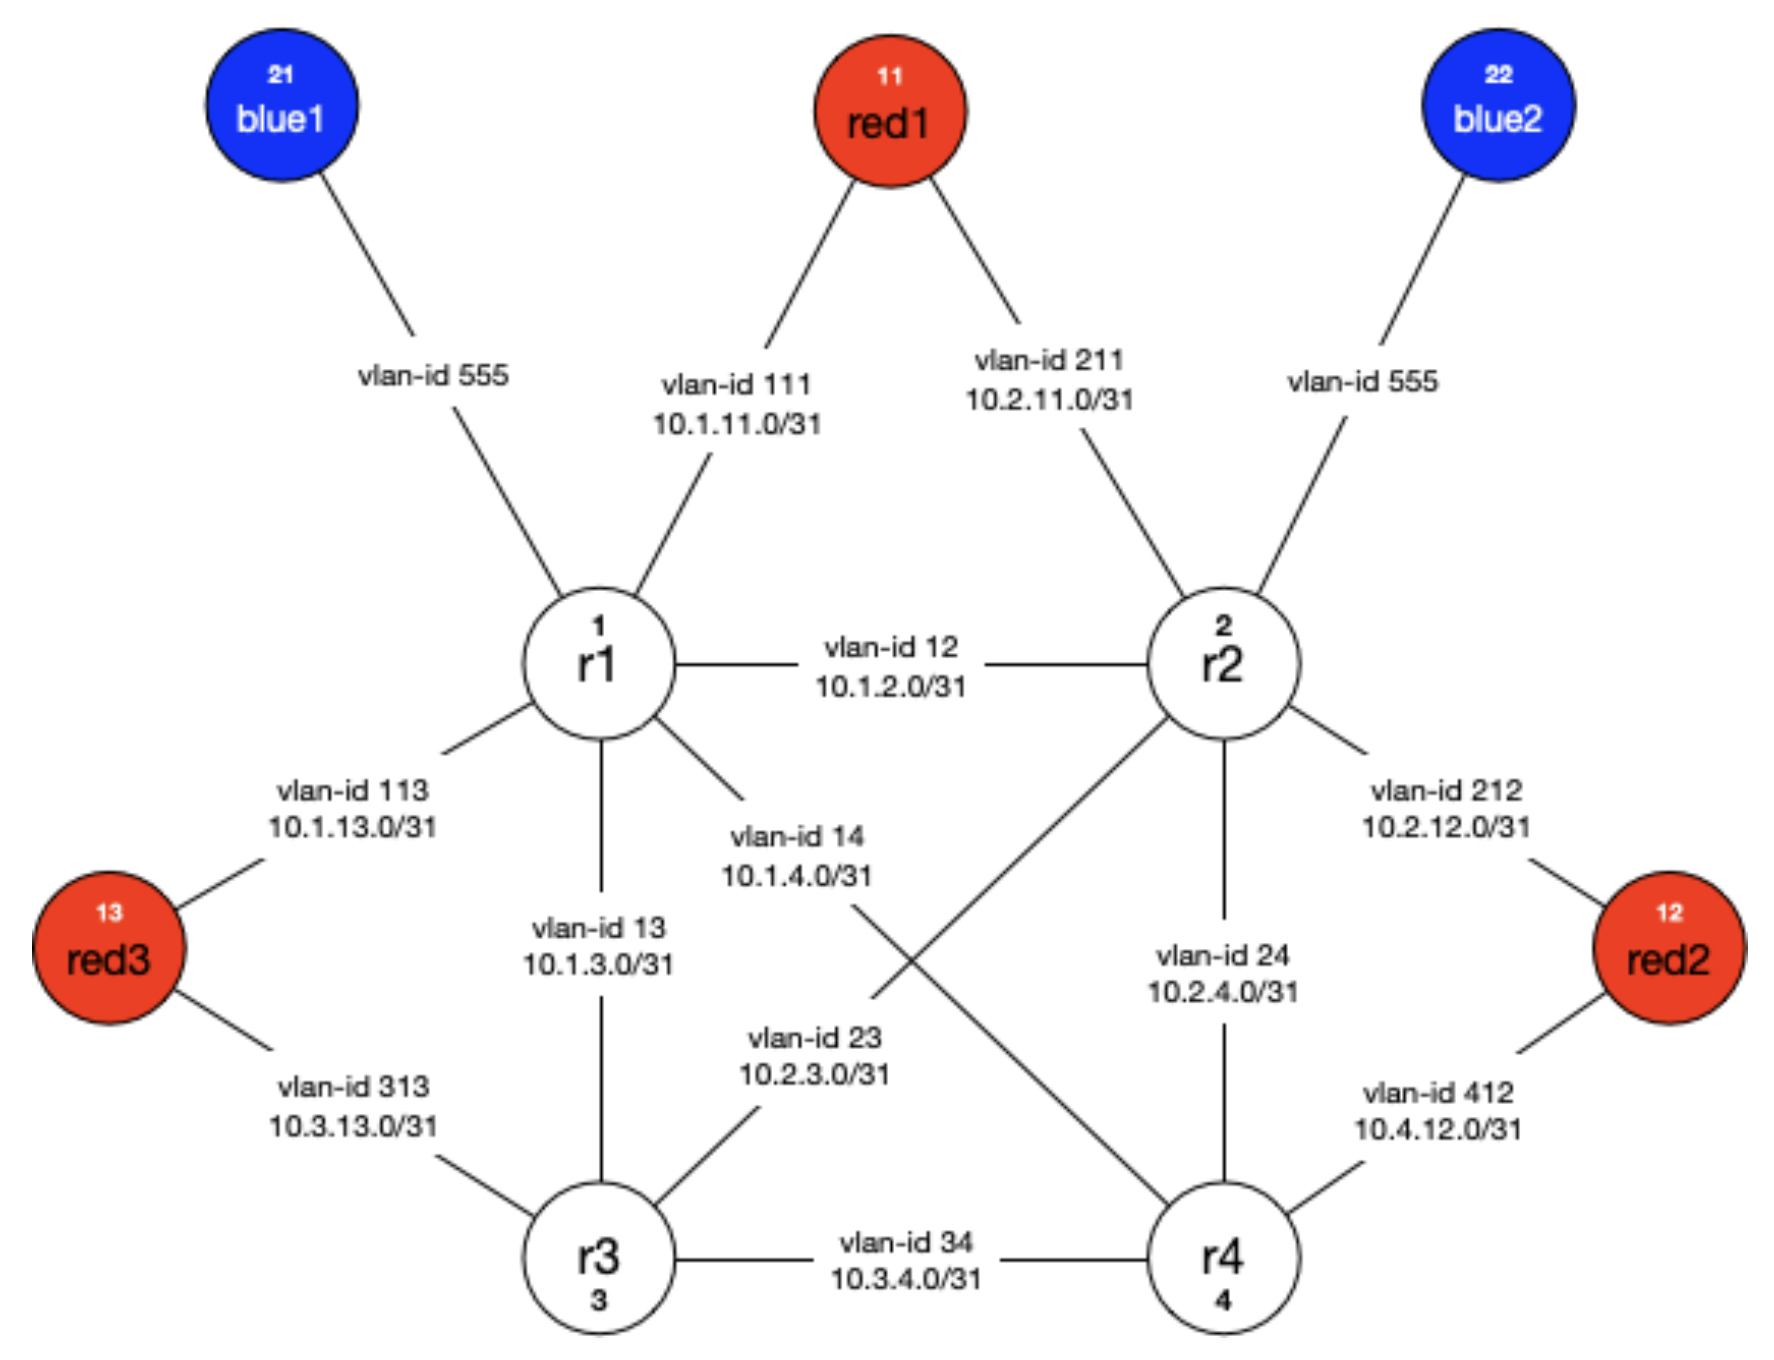 21
blue1
11
red1
22
blue2
vlan-id 555
vlan-id 111
10.1.11.0/31
vlan-id 211
10.2.11.0/31
vlan-id 555
1
r1
vlan-id 12
10.1.2.0/31
2
r2
vlan-id 113
10.1.13.0/31
vlan-id 14
10.1.4.0/31
vlan-id 212
10.2.12.0/31
13
red3
vlan-id 13
10.1.3.0/31
vlan-id 24
10.2.4.0/31
12
red2
vlan-id 23
10.2.3.0/31
vlan-id 313
10.3.13.0/31
vlan-id 412
10.4.12.0/31
r3
3
vlan-id 34
10.3.4.0/31
r4
4